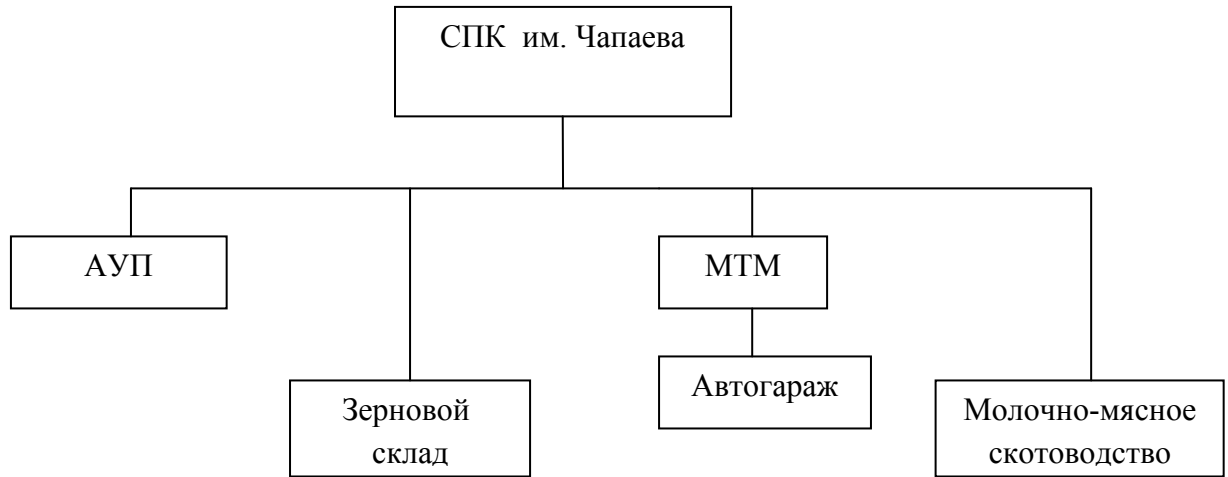 СПК им. Чапаева
АУП
МТМ
Автогараж
Зерновой
склад
Молочно-мясное
скотоводство